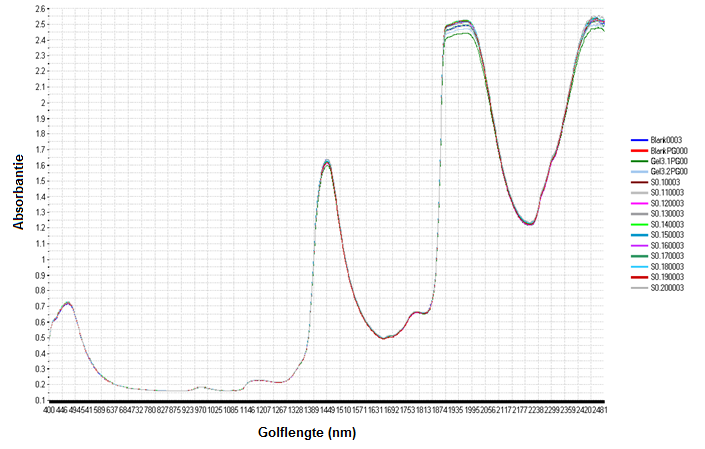 2.6
2.5
2.4
2.3
2.2
2.1
2
1.9
1.8
1.7
1.6
1.5
1.4
1.3
1.2
1.1
1
0.9
0.8
0.7
0.6
0.5
0.4
0.3
0.2
0.1
Absorbantie
400 446 494541 589 637 684 732 780 827 875 923 970 1025 1085 1146 1207 1267 1328 1389 1449 1510 1571 1631 1692 1753 1813 1874 1935 1995 2056 2117 2177 2238 2299 2359 2420 2481
Golflengte (nm)
Blank0003
BlankPG000
Gel3.1PG00
Gel3.2PG00
S0.10003
S0.110003
S0.120003
S0.130003
S0.140003
S0.150003
S0.160003
S0.170003
S0.180003
S0.190003
S0.200003